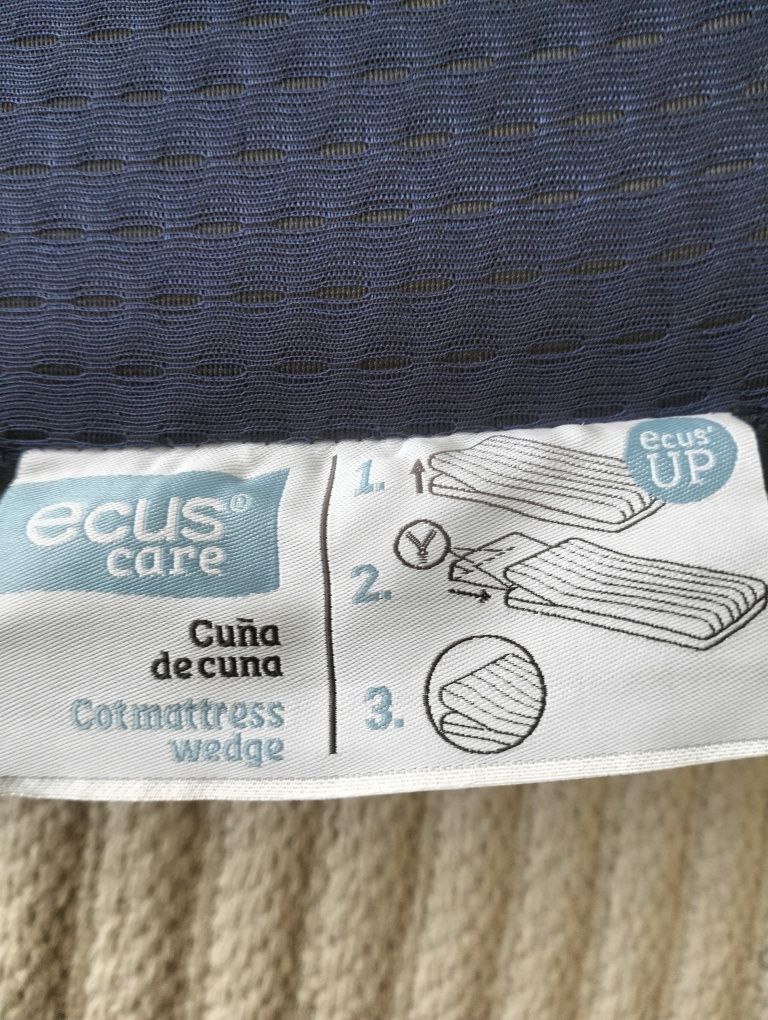 ecus®
care
Cuña
de cuna
Cotmattress
wedge
1.
2.
3.
ecus'
UP